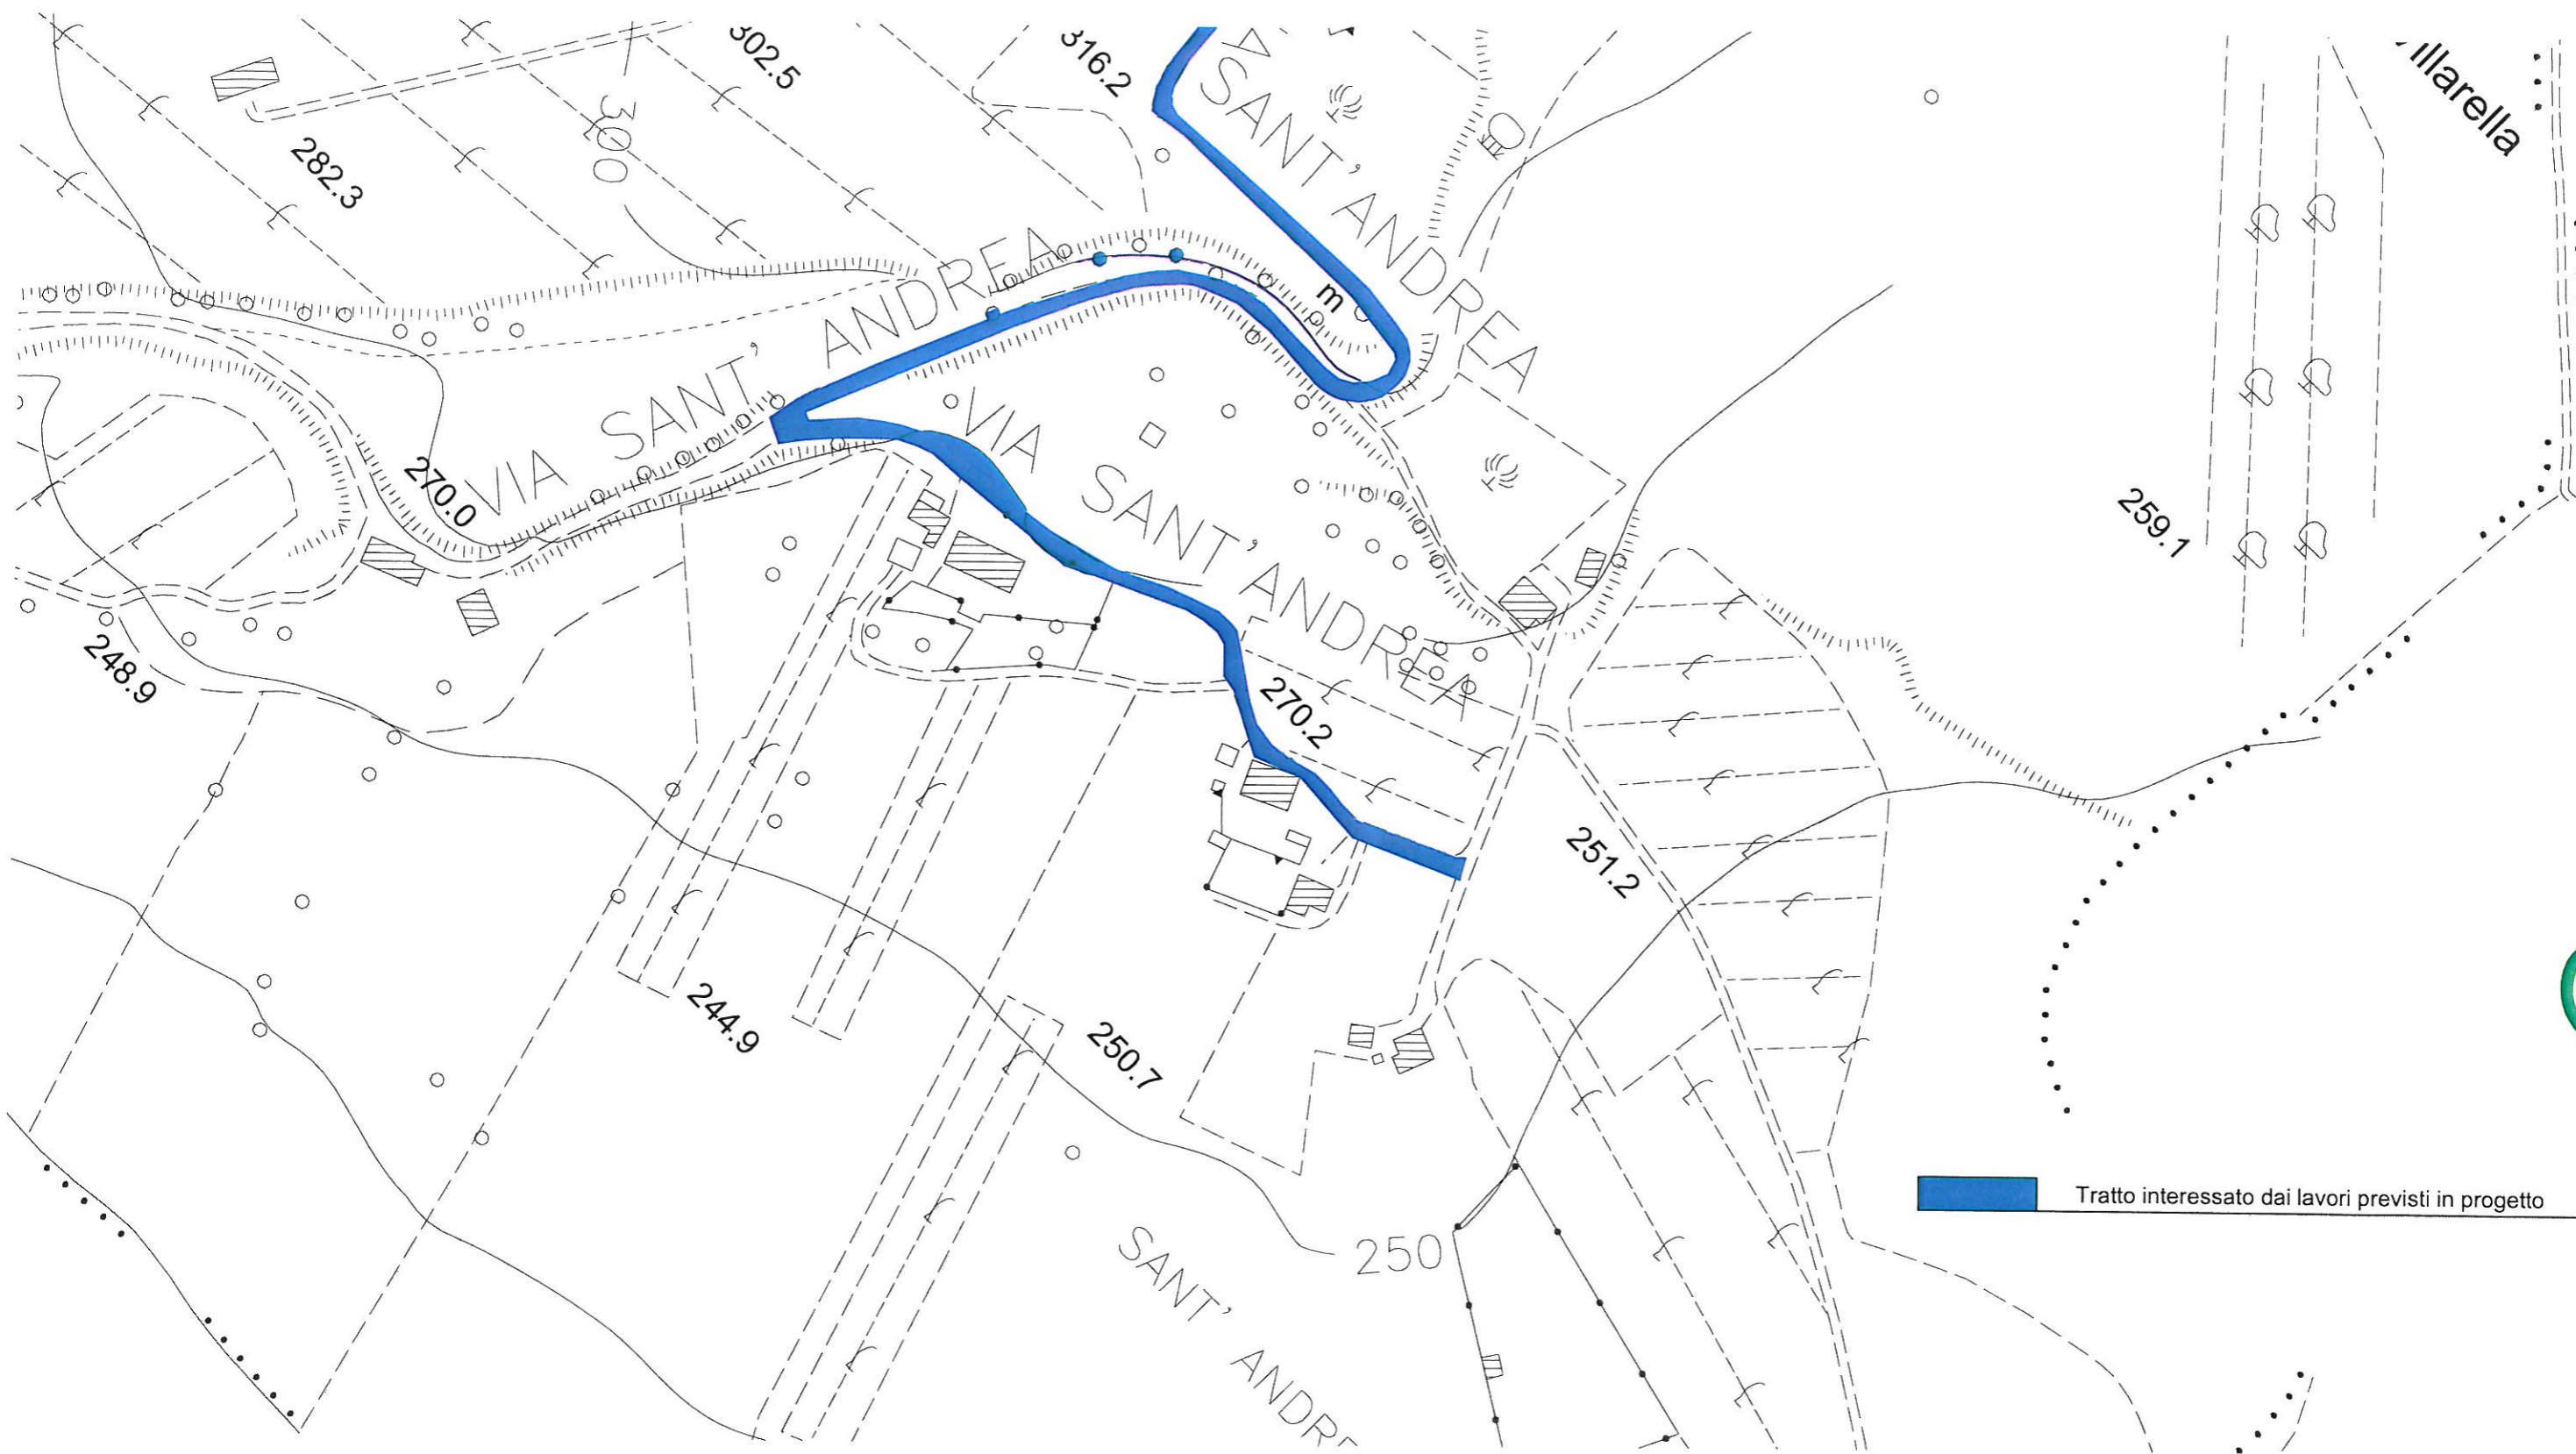 302.5
316.2
282.3
300
SANT'ANDREA
illarella
VIA SANT' ANDREA
m
VIA SANT' ANDREA
270.0
259.1
248.9
270.2
251.2
244.9
250.7
Tratto interessato dai lavori previsti in progetto
250
SANT' ANDRE